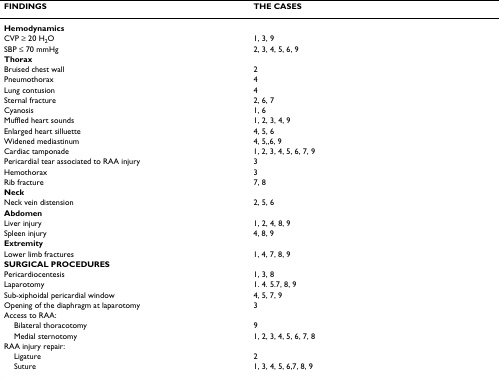 FINDINGS THE CASES
Hemodynamics
CVP ≥ 20 H2O 1, 3, 9
SBP ≤ 70 mmHg 2, 3, 4, 5, 6, 9
Thorax
Bruised chest wall 2
Pneumothorax 4
Lung contusion 4
Sternal fracture 2, 6, 7
Cyanosis 1, 6
Muffled heart sounds 1, 2, 3, 4, 9
Enlarged heart silluette 4, 5, 6
Widened mediastinum 4, 5,,6, 9
Cardiac tamponade 1, 2, 3, 4, 5, 6, 7, 9
Pericardial tear associated to RAA injury 3
Hemothorax 3
Rib fracture 7, 8
Neck
Neck vein distension 2, 5, 6
Abdomen
Liver injury 1, 2, 4, 8, 9
Spleen injury 4, 8, 9
Extremity
Lower limb fractures 1, 4, 7, 8, 9
SURGICAL PROCEDURES
Pericardiocentesis 1, 3, 8
Laparotomy 1. 4. 5.7, 8, 9
Sub-xiphoidal pericardial window 4, 5, 7, 9
Opening of the diaphragm at laparotomy 3
Access to RAA:
Bilateral thoracotomy 9
Medial sternotomy 1, 2, 3, 4, 5, 6, 7, 8
RAA injury repair:
Ligature 2
Suture 1, 3, 4, 5, 6,7, 8, 9